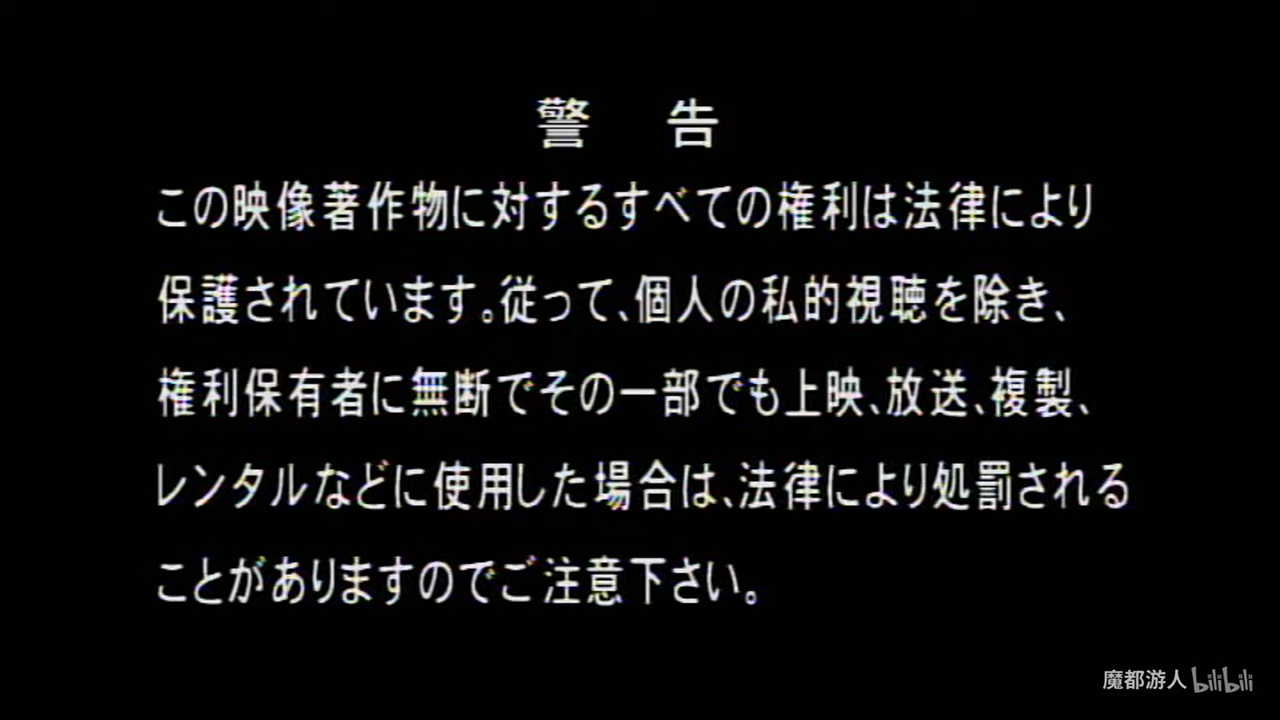 警　告
この映像著作物に対するすべての権利は法律により
保護されています。従って、個人の私的視聴を除き、
権利保有者に無断でその一部でも上映、放送、複製、
レンタルなどに使用した場合は、法律により処罰される
ことがありますのでご注意下さい。
魔都游人 bilibili